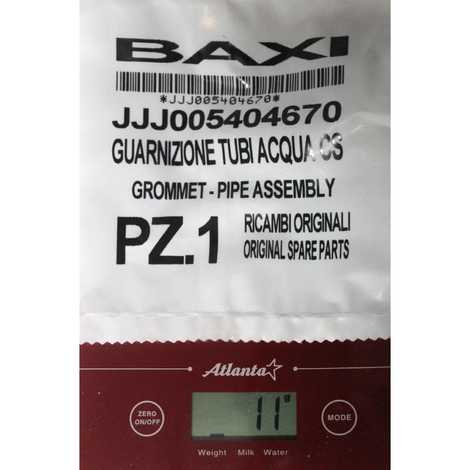 BAXI
*JJJ005404670*
JJJ005404670
GUARNIZIONE TUBI ACQUA CS
GROMMET - PIPE ASSEMBLY
PZ.1
RICAMBI ORIGINALI
ORIGINAL SPARE PARTS
Atlanta
ZERO
ON/OFF
11"
MODE
Weight Milk Water